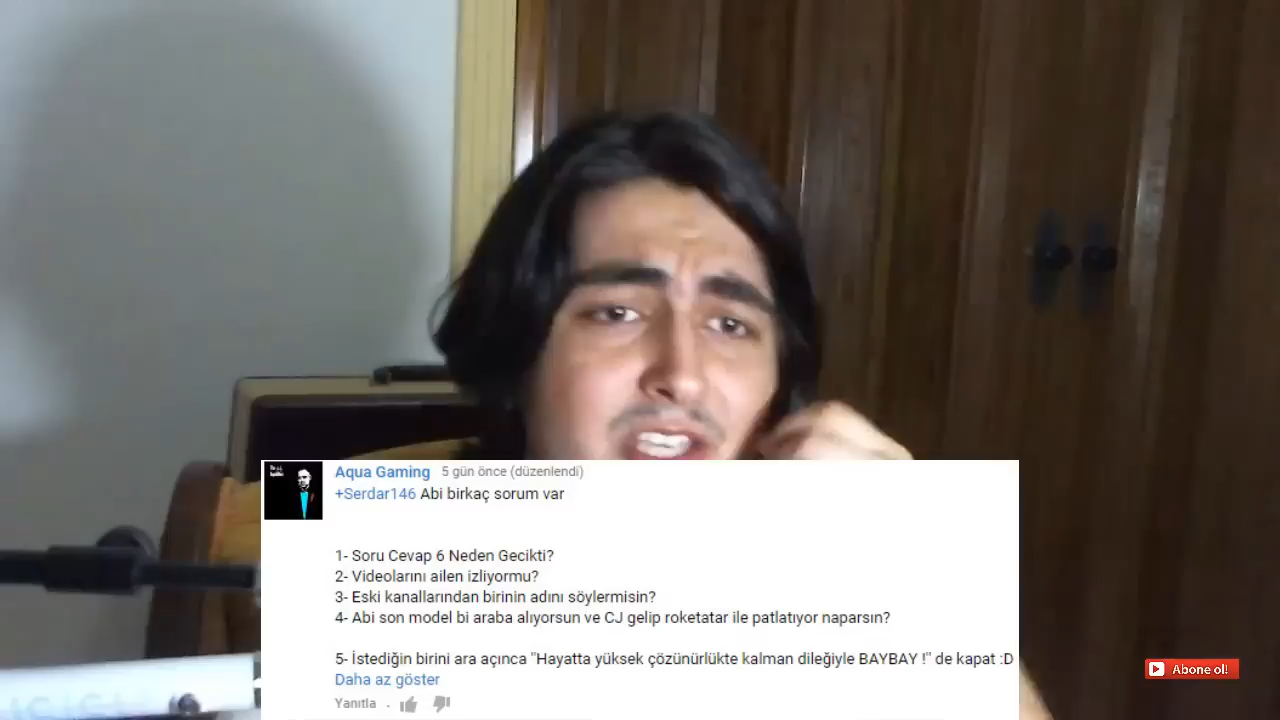 Aqua Gaming 5 gün önce (düzenlendi)
+Serdar146 Abi birkaç sorum var
1- Soru Cevap 6 Neden Gecikti?
2- Videolarını ailen izliyormu?
3- Eski kanallarından birinin adını söylermisin?
4- Abi son model bi araba alıyorsun ve CJ gelip roketatar ile patlatıyor naparsın?
5- İstediğin birini ara açınca "Hayatta yüksek çözünürlükte kalman dileğiyle BAYBAY !" de kapat :D
Daha az göster
Yanıtla
Abone ol!